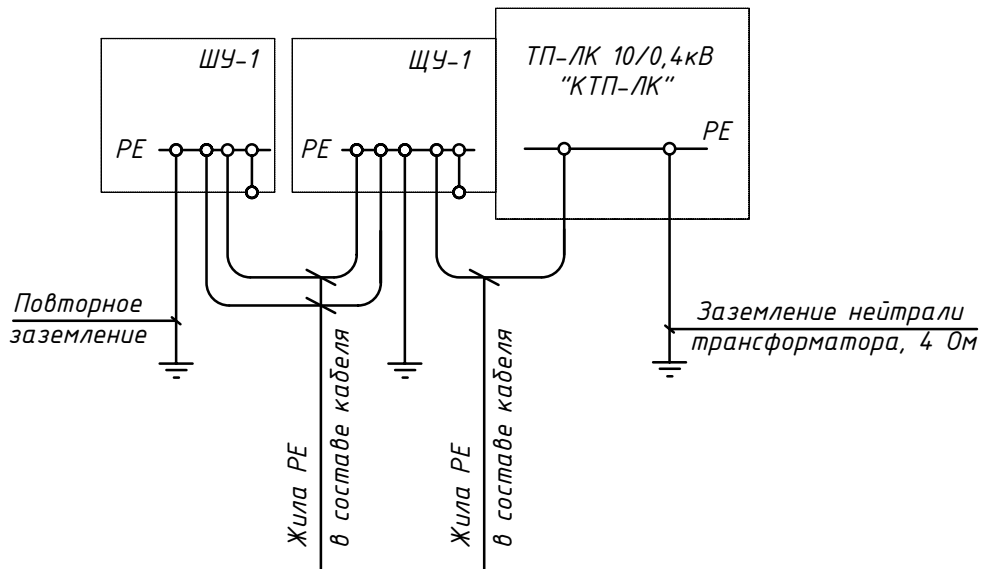 ШУ-1
ЩУ-1
ТП-ЛК 10/0,4кВ
"КТП-ЛК"
PE
PE
PE
Повторное
заземление
Заземление нейтрали
трансформатора, 4 Ом
Жила PE
в составе кабеля
Жила PE
в составе кабеля